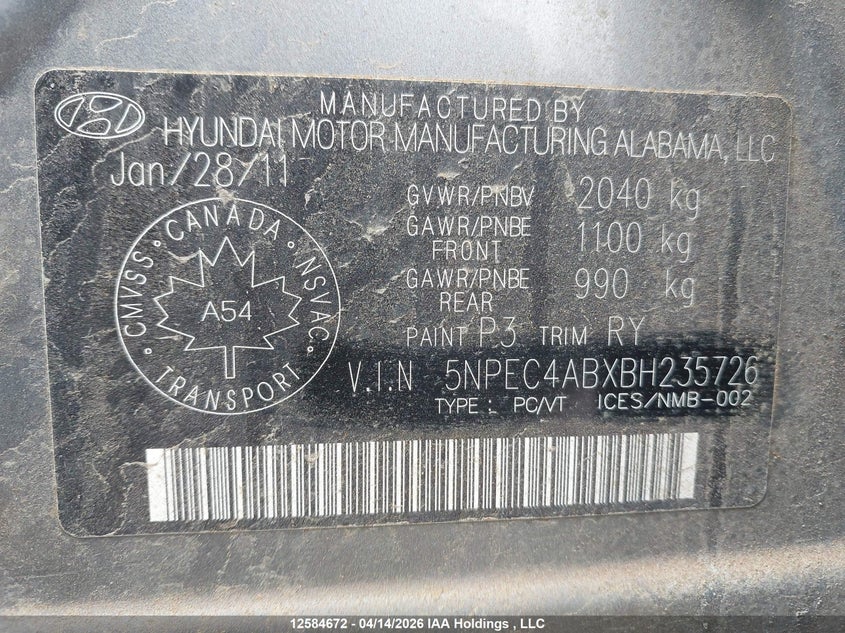 MANUFACTURED BY
HYUNDAI MOTOR MANUFACTURING ALABAMA, LLC
Jan/28/11
GVWR/PNBV 2040 kg
GAWR/PNBE FRONT 1100 kg
GAWR/PNBE REAR 990 kg
PAINT P3 TRIM RY
CANADA
CMVSS · NSVAC
A54
TRANSPORT
V.I.N 5NPEC4ABXBH235726
TYPE : PC/VT ICES/NMB-002
12584672 - 04/14/2026 IAA Holdings , LLC